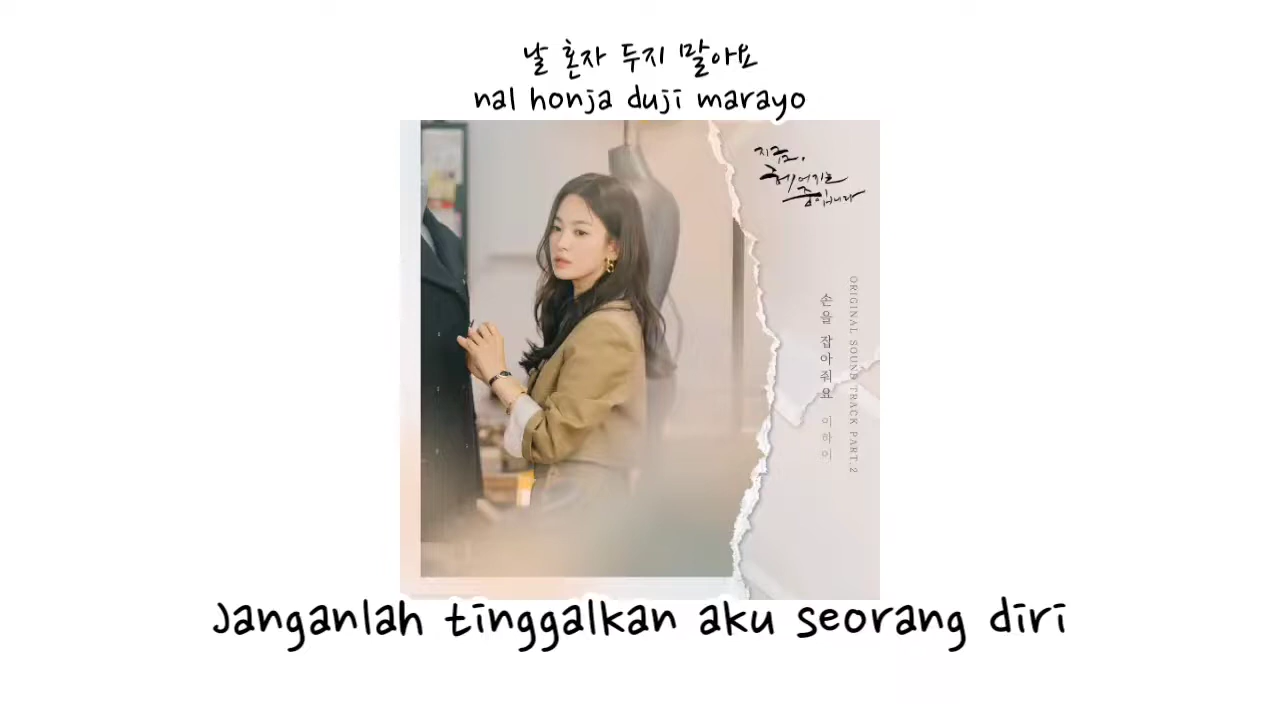 날 혼자 두지 말아요
nal honja duji marayo
지금,
헤어지는
중입니다
손을 잡아줘요 이하이
ORIGINAL SOUND TRACK PART.2
Janganlah tinggalkan aku seorang diri